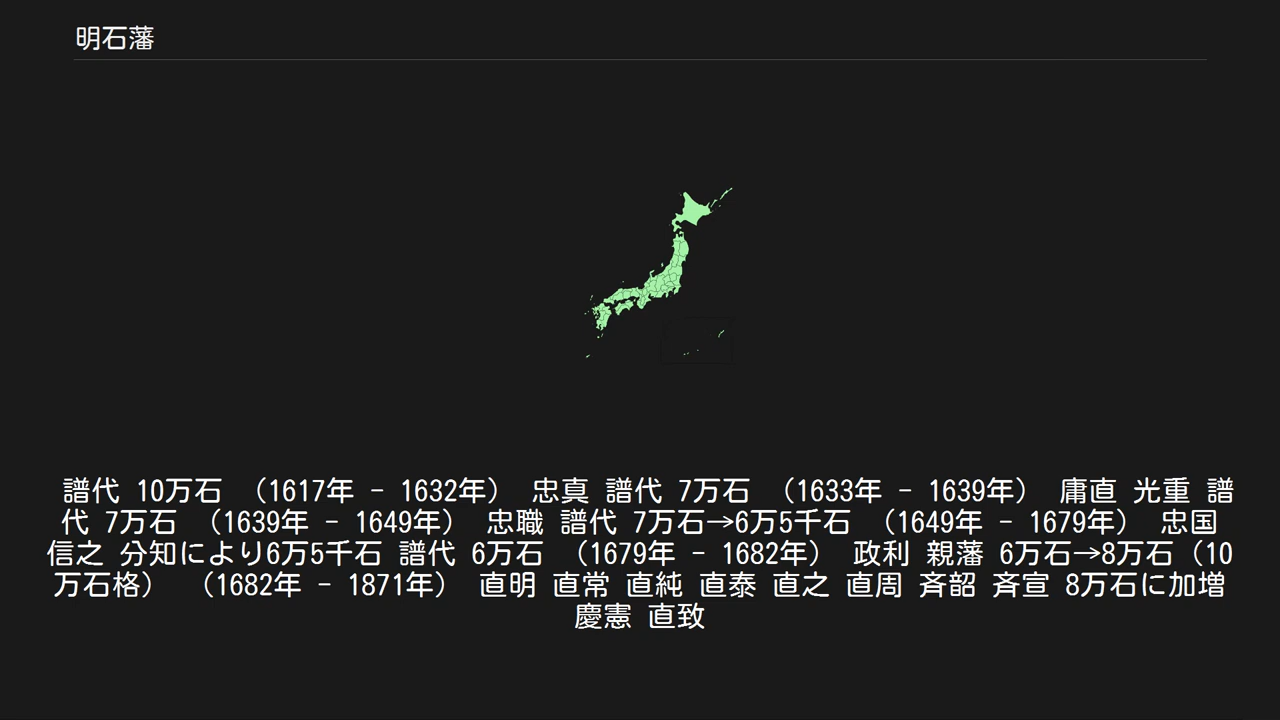 明石藩
譜代 10万石 （1617年 - 1632年） 忠真 譜代 7万石 （1633年 - 1639年） 庸直 光重 譜
代 7万石 （1639年 - 1649年） 忠職 譜代 7万石→6万5千石 （1649年 - 1679年） 忠国
信之 分知により6万5千石 譜代 6万石 （1679年 - 1682年） 政利 親藩 6万石→8万石（10
万石格） （1682年 - 1871年） 直明 直常 直純 直泰 直之 直周 斉韶 斉宣 8万石に加増
慶憲 直致